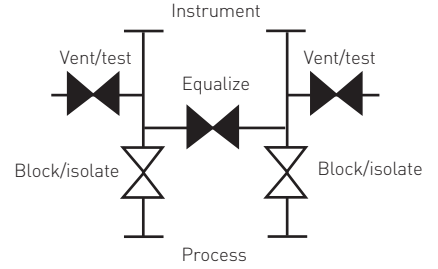 Instrument
Vent/test
Vent/test
Equalize
Block/isolate
Block/isolate
Process